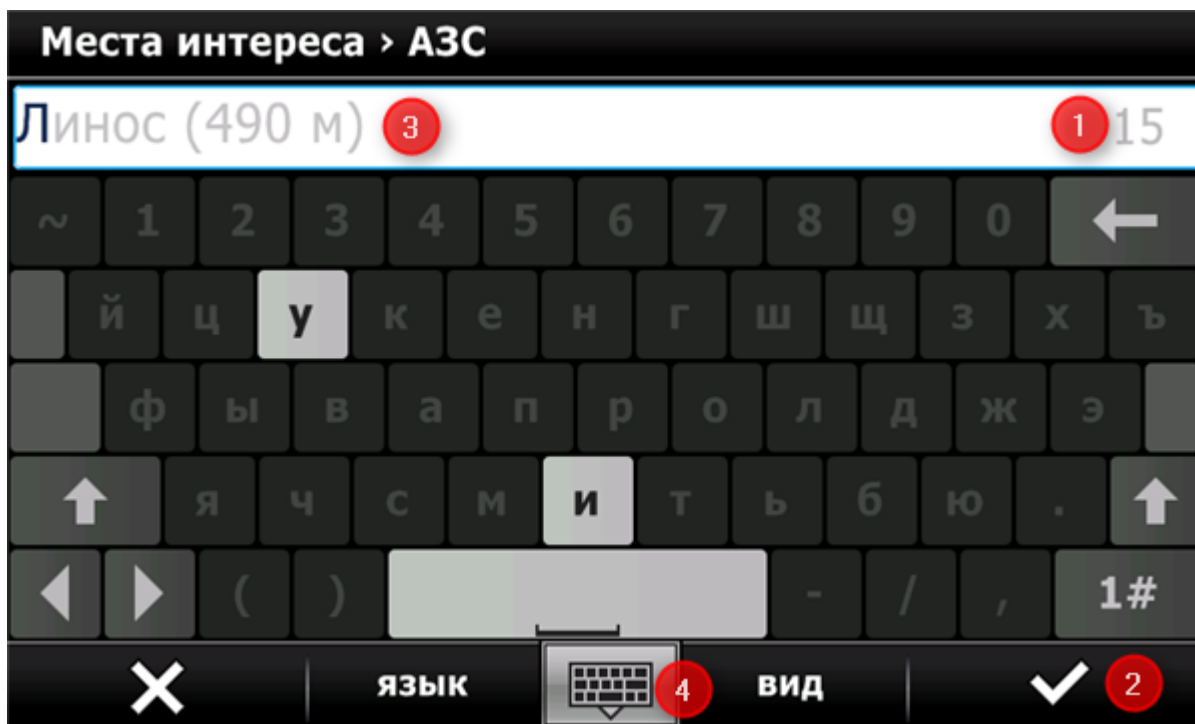 Места интереса › АЗС
Линос (490 м) 3 1 15
~ 1 2 3 4 5 6 7 8 9 0
й ц у к е н г ш щ з х ъ
ф ы в а п р о л д ж э
я ч с м и т ь б ю .
( ) - / , 1#
язык 4 вид 2